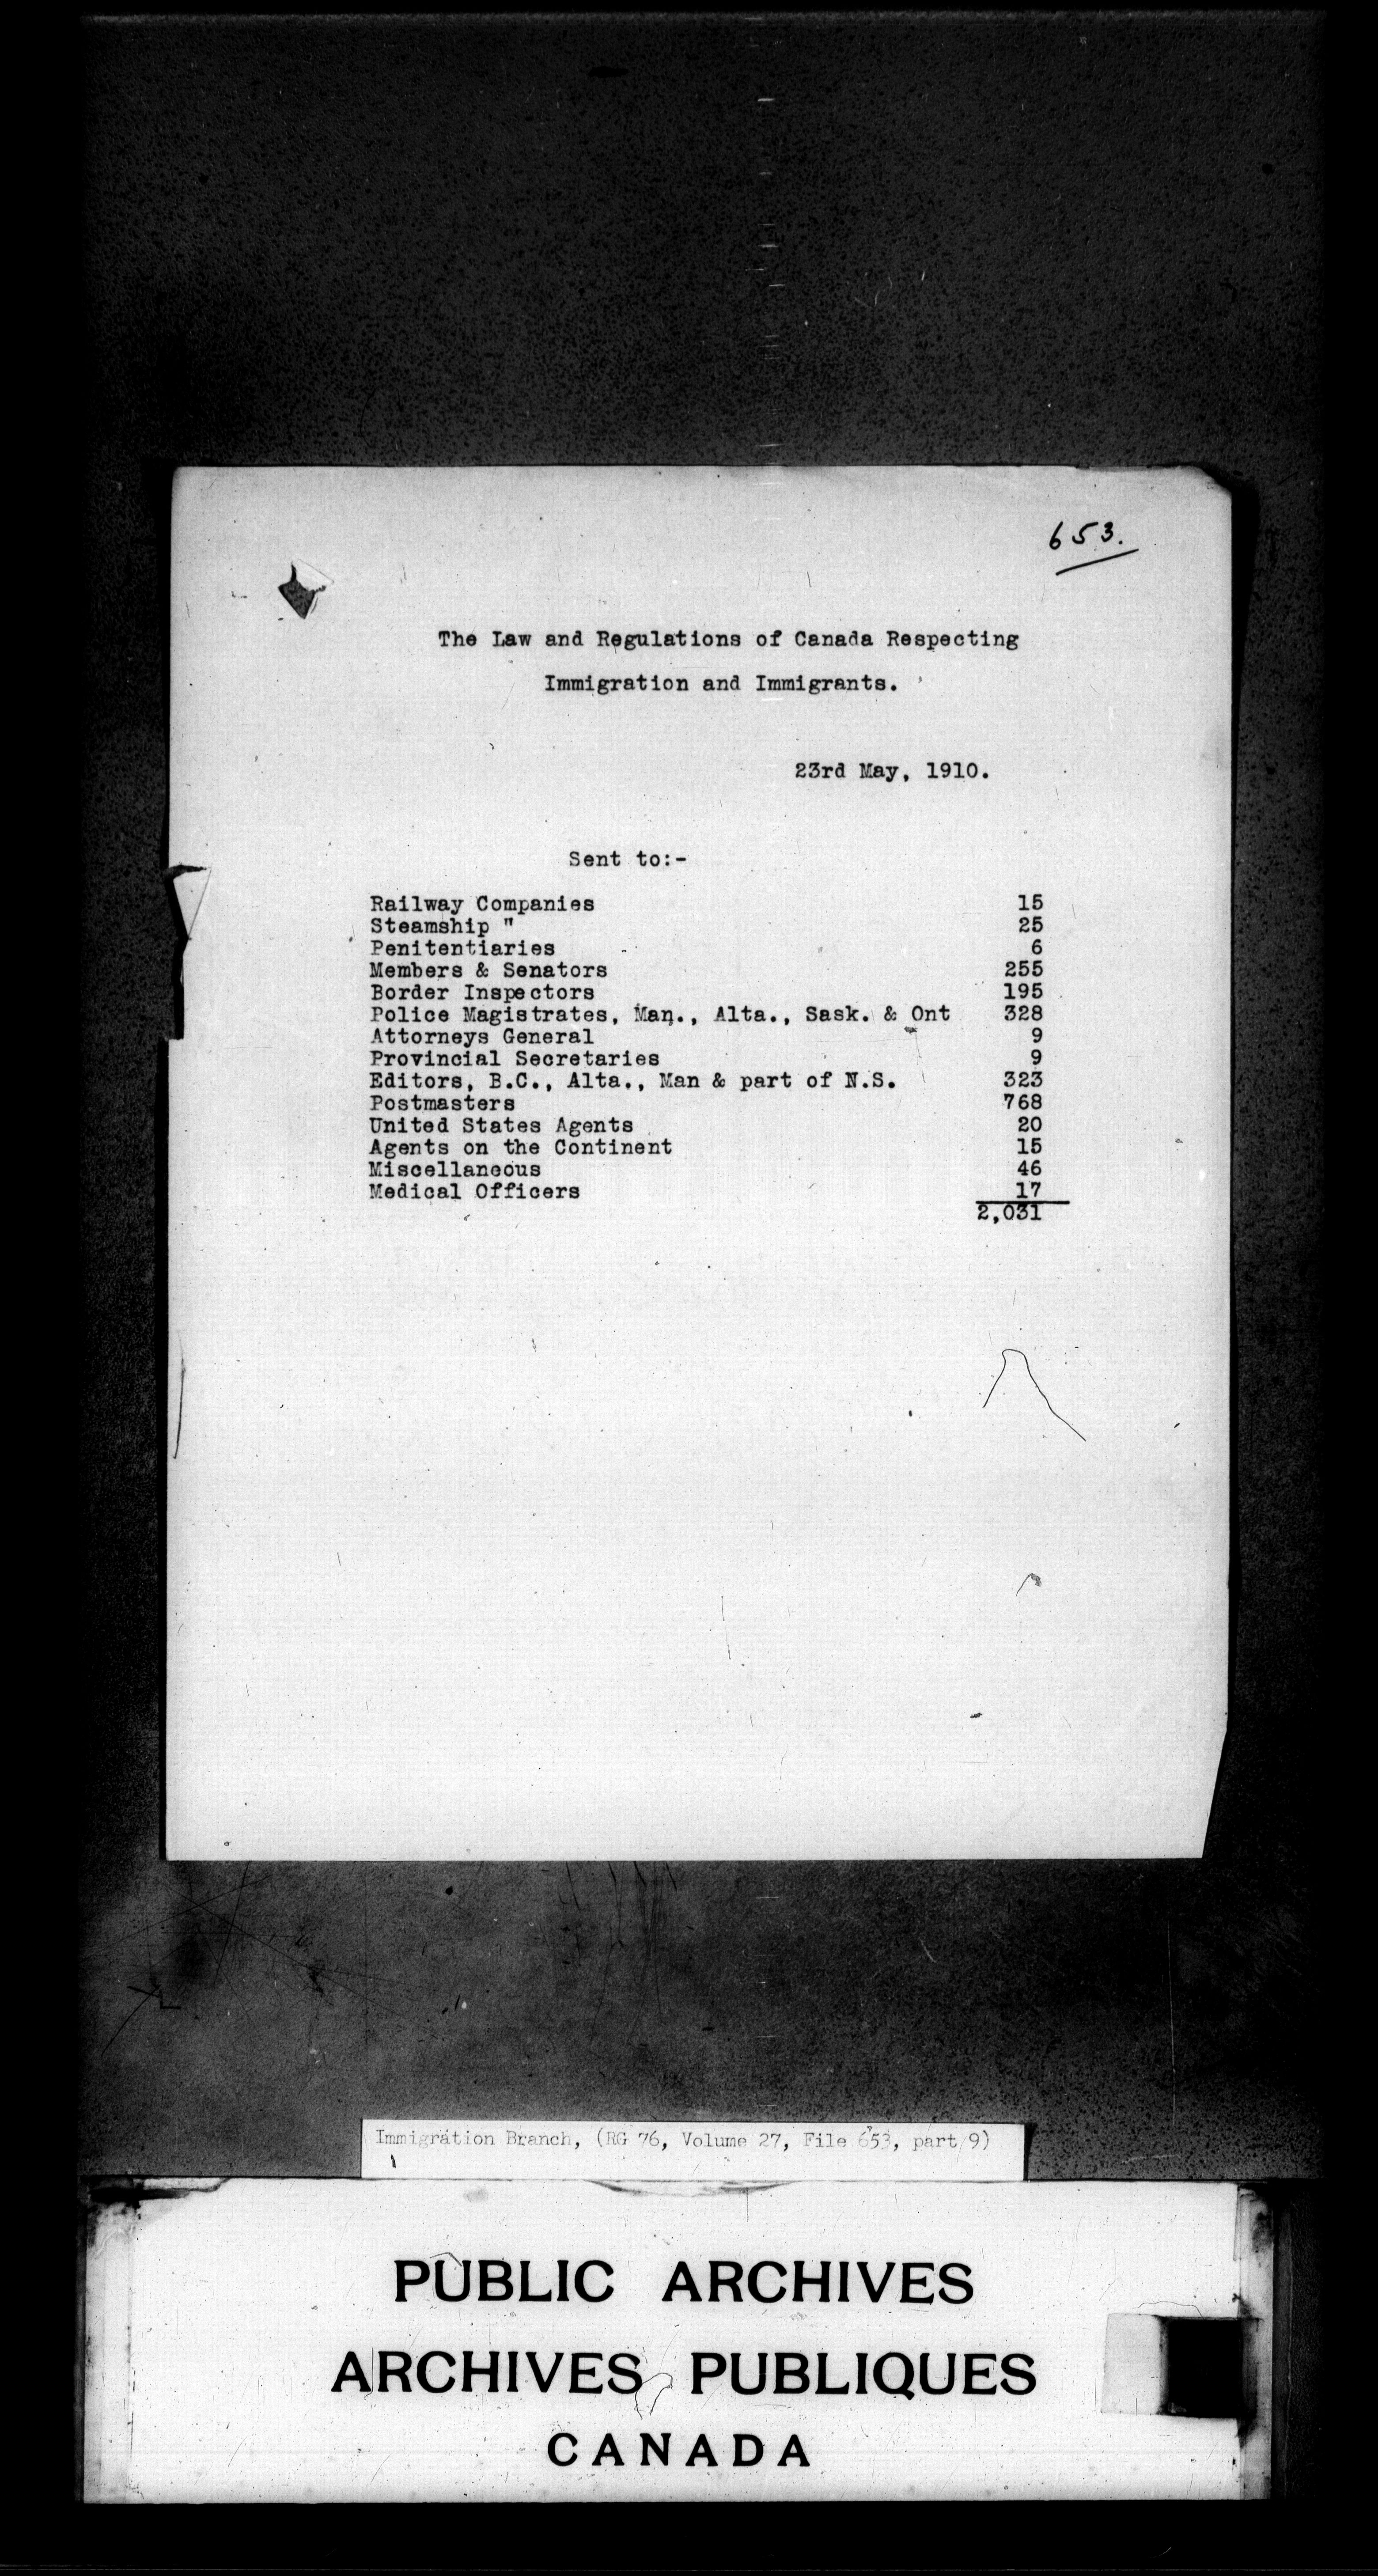 653.
The Law and Regulations of Canada Respecting
Immigration and Immigrants.
23rd May, 1910.
Sent to:-
Railway Companies 15
Steamship " 25
Penitentiaries 6
Members & Senators 255
Border Inspectors 195
Police Magistrates, Man., Alta., Sask. & Ont 328
Attorneys General 9
Provincial Secretaries 9
Editors, B.C., Alta., Man & part of N.S. 323
Postmasters 768
United States Agents 20
Agents on the Continent 15
Miscellaneous 46
Medical Officers 17
2,031
Immigration Branch, (RG 76, Volume 27, File 653, part 9)
PUBLIC ARCHIVES
ARCHIVES PUBLIQUES
CANADA